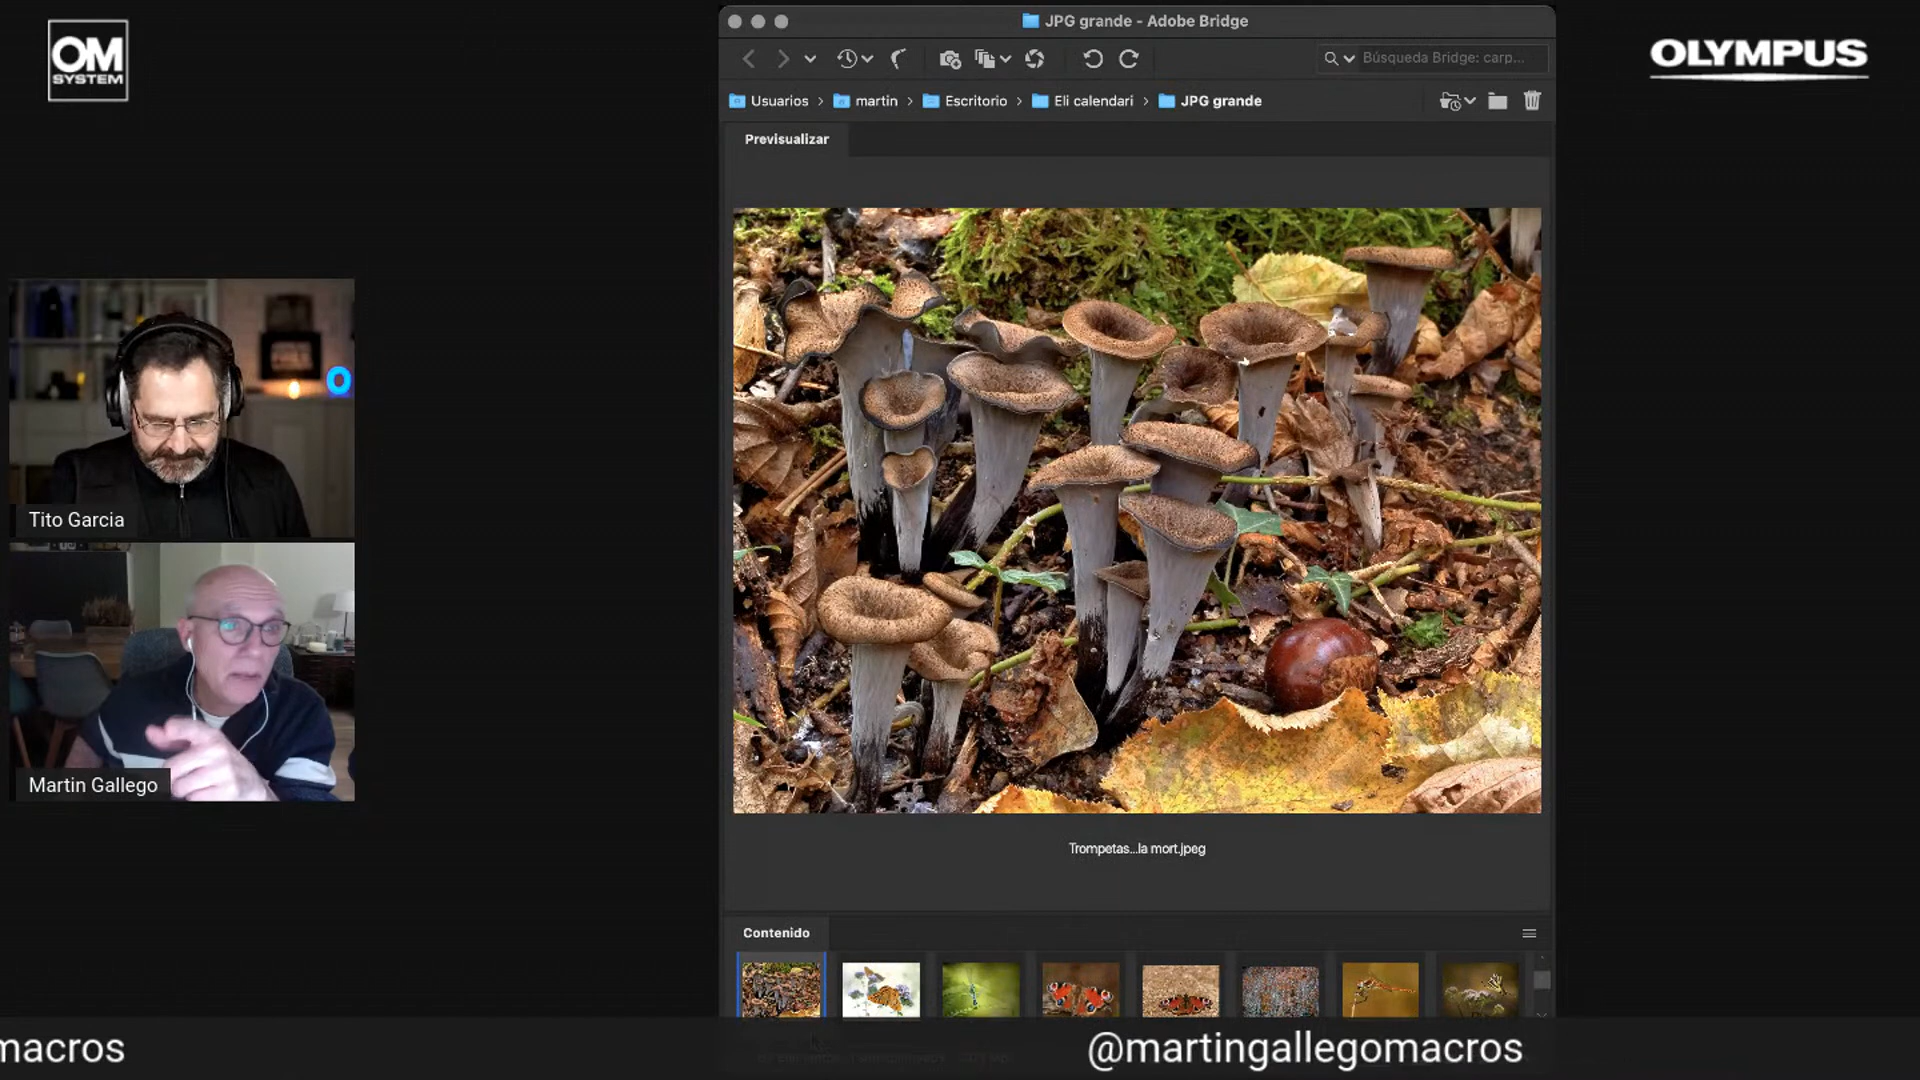 OM
SYSTEM
JPG grande - Adobe Bridge
Búsqueda Bridge: carp...
OLYMPUS
Usuarios
martin
Escritorio
Eli calendari
JPG grande
Previsualizar
Tito Garcia
Martin Gallego
Trompetas...la mort.jpeg
Contenido
macros
@martingallegomacros